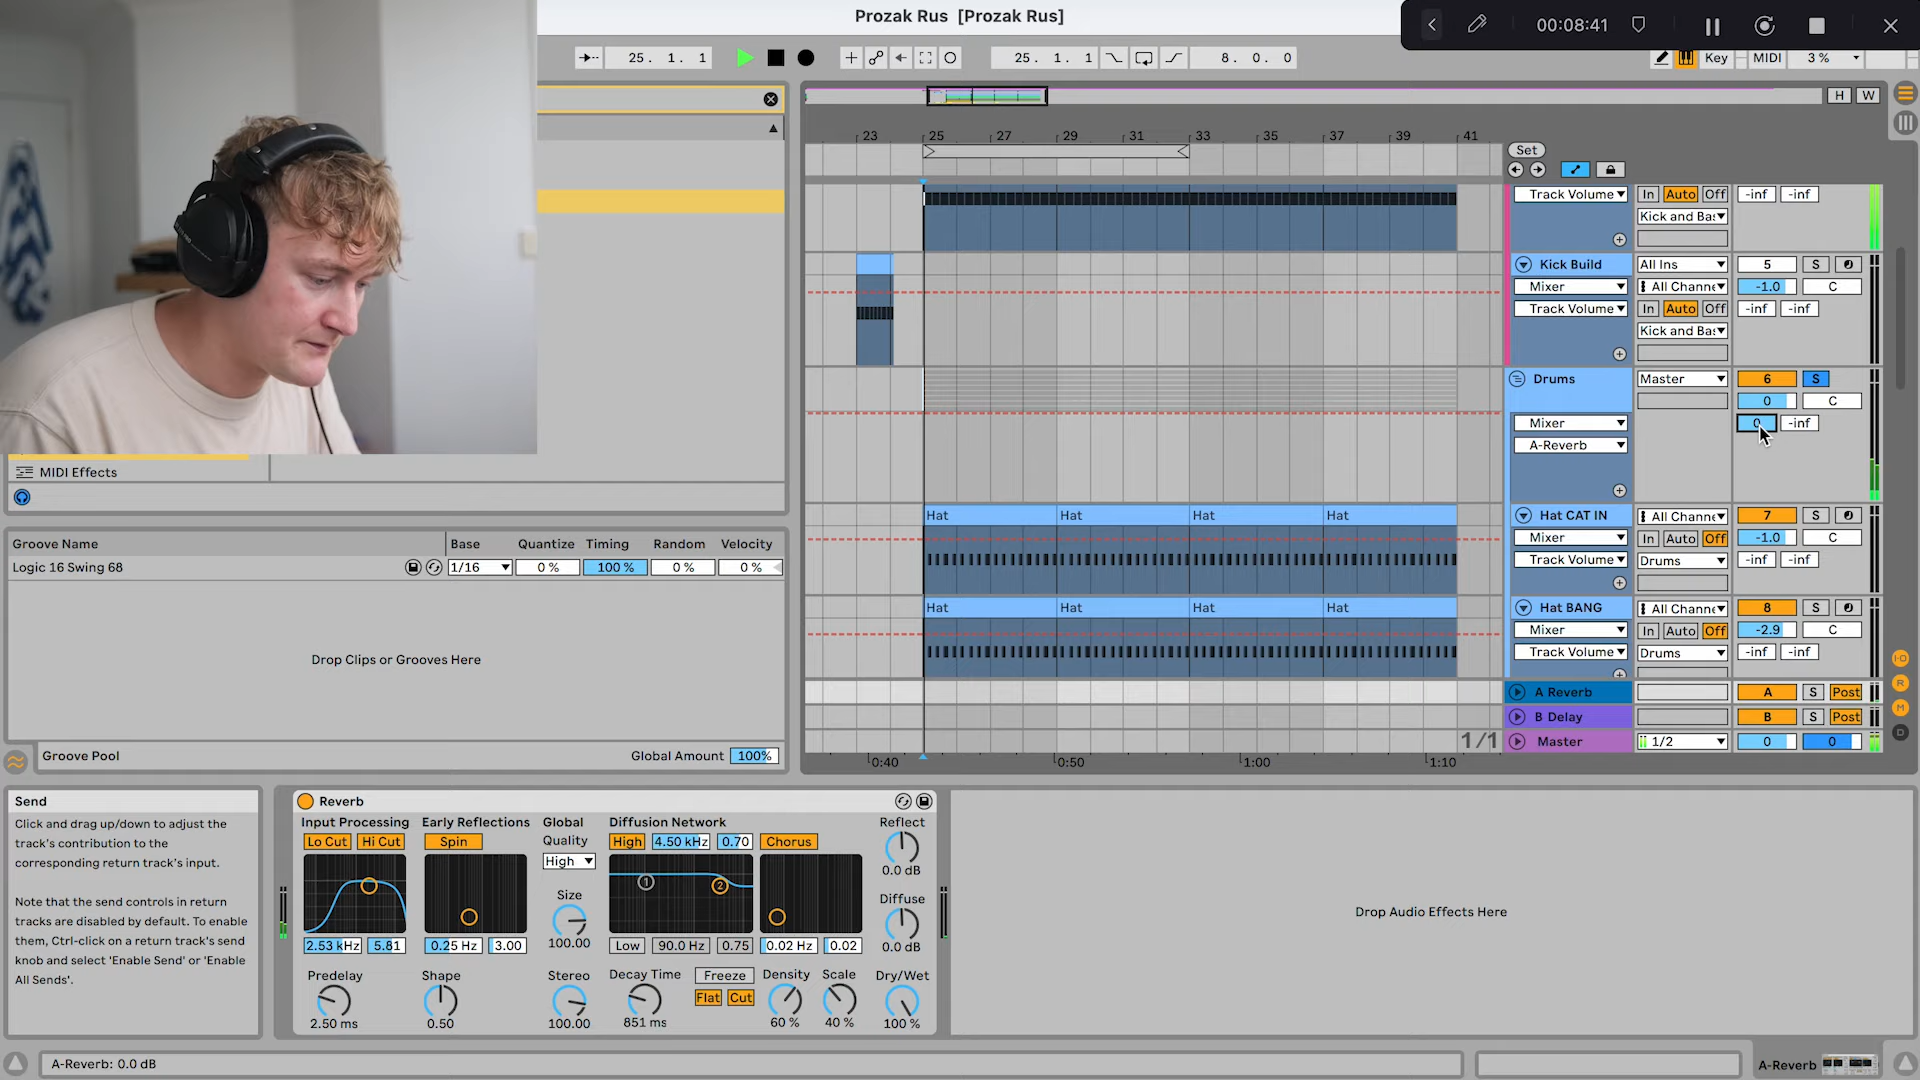 Prozak Rus  [Prozak Rus]
00:08:41
25. 1. 1
25. 1. 1
8. 0. 0
Key
MIDI
3 %
H
W
23
25
27
29
31
33
35
37
39
41
Set
Track Volume
In
Auto
Off
-inf
-inf
Kick and Bas
Kick Build
All Ins
5
S
Mixer
All Channe
-1.0
C
Track Volume
In
Auto
Off
-inf
-inf
Kick and Bas
Drums
Master
6
S
0
C
Mixer
0
-inf
A-Reverb
MIDI Effects
Hat
Hat
Hat
Hat
Hat CAT IN
All Channe
7
S
Mixer
In
Auto
Off
-1.0
C
Track Volume
Drums
-inf
-inf
Hat
Hat
Hat
Hat
Hat BANG
All Channe
8
S
Mixer
In
Auto
Off
-2.9
C
Track Volume
Drums
-inf
-inf
A Reverb
A
S
Post
B Delay
B
S
Post
1/1
Master
1/2
0
0
0:40
0:50
1:00
1:10
I·O
R
M
D
Groove Name
Base
Quantize
Timing
Random
Velocity
Logic 16 Swing 68
1/16
0 %
100 %
0 %
0 %
Drop Clips or Grooves Here
Groove Pool
Global Amount
100%
Send
Click and drag up/down to adjust the
track's contribution to the
corresponding return track's input.
Note that the send controls in return
tracks are disabled by default. To enable
them, Ctrl-click on a return track's send
knob and select 'Enable Send' or 'Enable
All Sends'.
Reverb
Input Processing
Early Reflections
Global
Diffusion Network
Reflect
Lo Cut
Hi Cut
Spin
Quality
High
4.50 kHz
0.70
Chorus
High
1
2
0.0 dB
Size
Diffuse
100.00
2.53 kHz
5.81
0.25 Hz
3.00
Low
90.0 Hz
0.75
0.02 Hz
0.02
0.0 dB
Predelay
Shape
Stereo
Decay Time
Freeze
Density
Scale
Dry/Wet
Flat
Cut
2.50 ms
0.50
100.00
851 ms
60 %
40 %
100 %
Drop Audio Effects Here
A-Reverb: 0.0 dB
A-Reverb